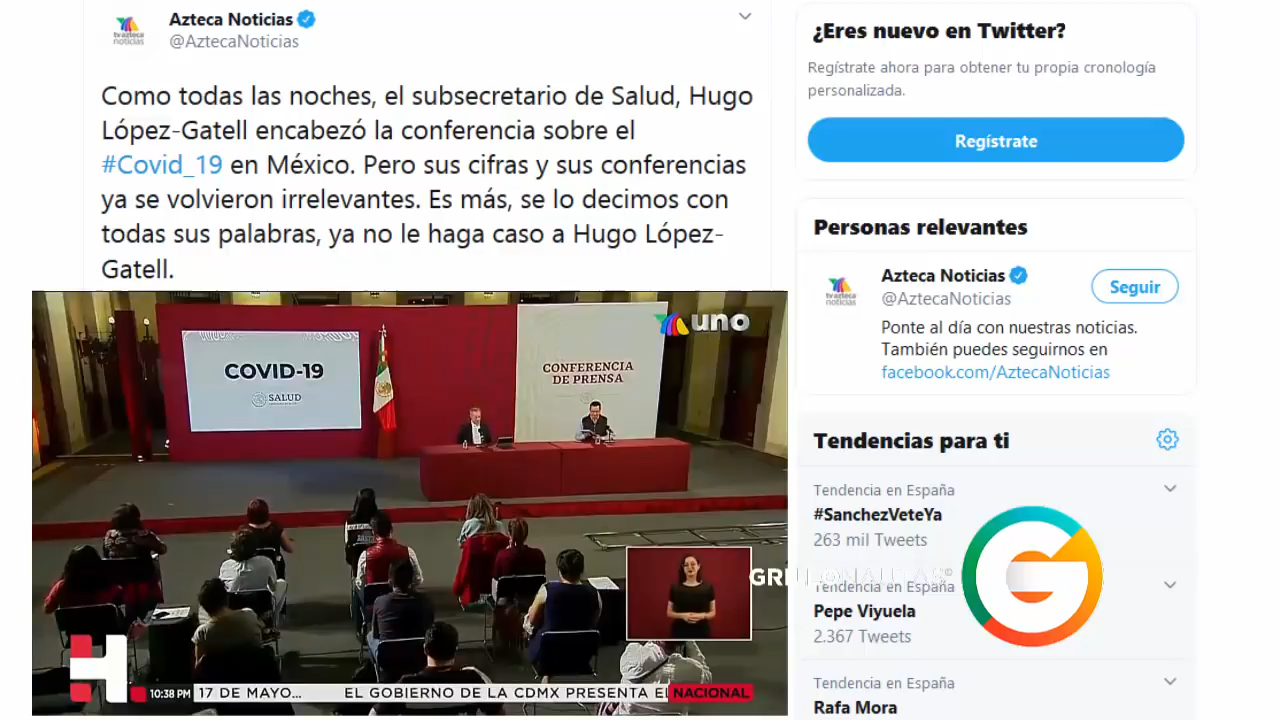 Azteca Noticias
@AztecaNoticias
tv azteca
noticias
Como todas las noches, el subsecretario de Salud, Hugo
López-Gatell encabezó la conferencia sobre el
#Covid_19 en México. Pero sus cifras y sus conferencias
ya se volvieron irrelevantes. Es más, se lo decimos con
todas sus palabras, ya no le haga caso a Hugo López-
Gatell.
uno
COVID-19
SALUD
CONFERENCIA
DE PRENSA
H
10:38 PM
17 DE MAYO...
EL GOBIERNO DE LA CDMX PRESENTA EL
NACIONAL
¿Eres nuevo en Twitter?
Regístrate ahora para obtener tu propia cronología
personalizada.
Regístrate
Personas relevantes
tv azteca
noticias
Azteca Noticias
@AztecaNoticias
Seguir
Ponte al día con nuestras noticias.
También puedes seguirnos en
facebook.com/AztecaNoticias
Tendencias para ti
Tendencia en España
#SanchezVeteYa
263 mil Tweets
Tendencia en España
Pepe Viyuela
2.367 Tweets
Tendencia en España
Rafa Mora
G